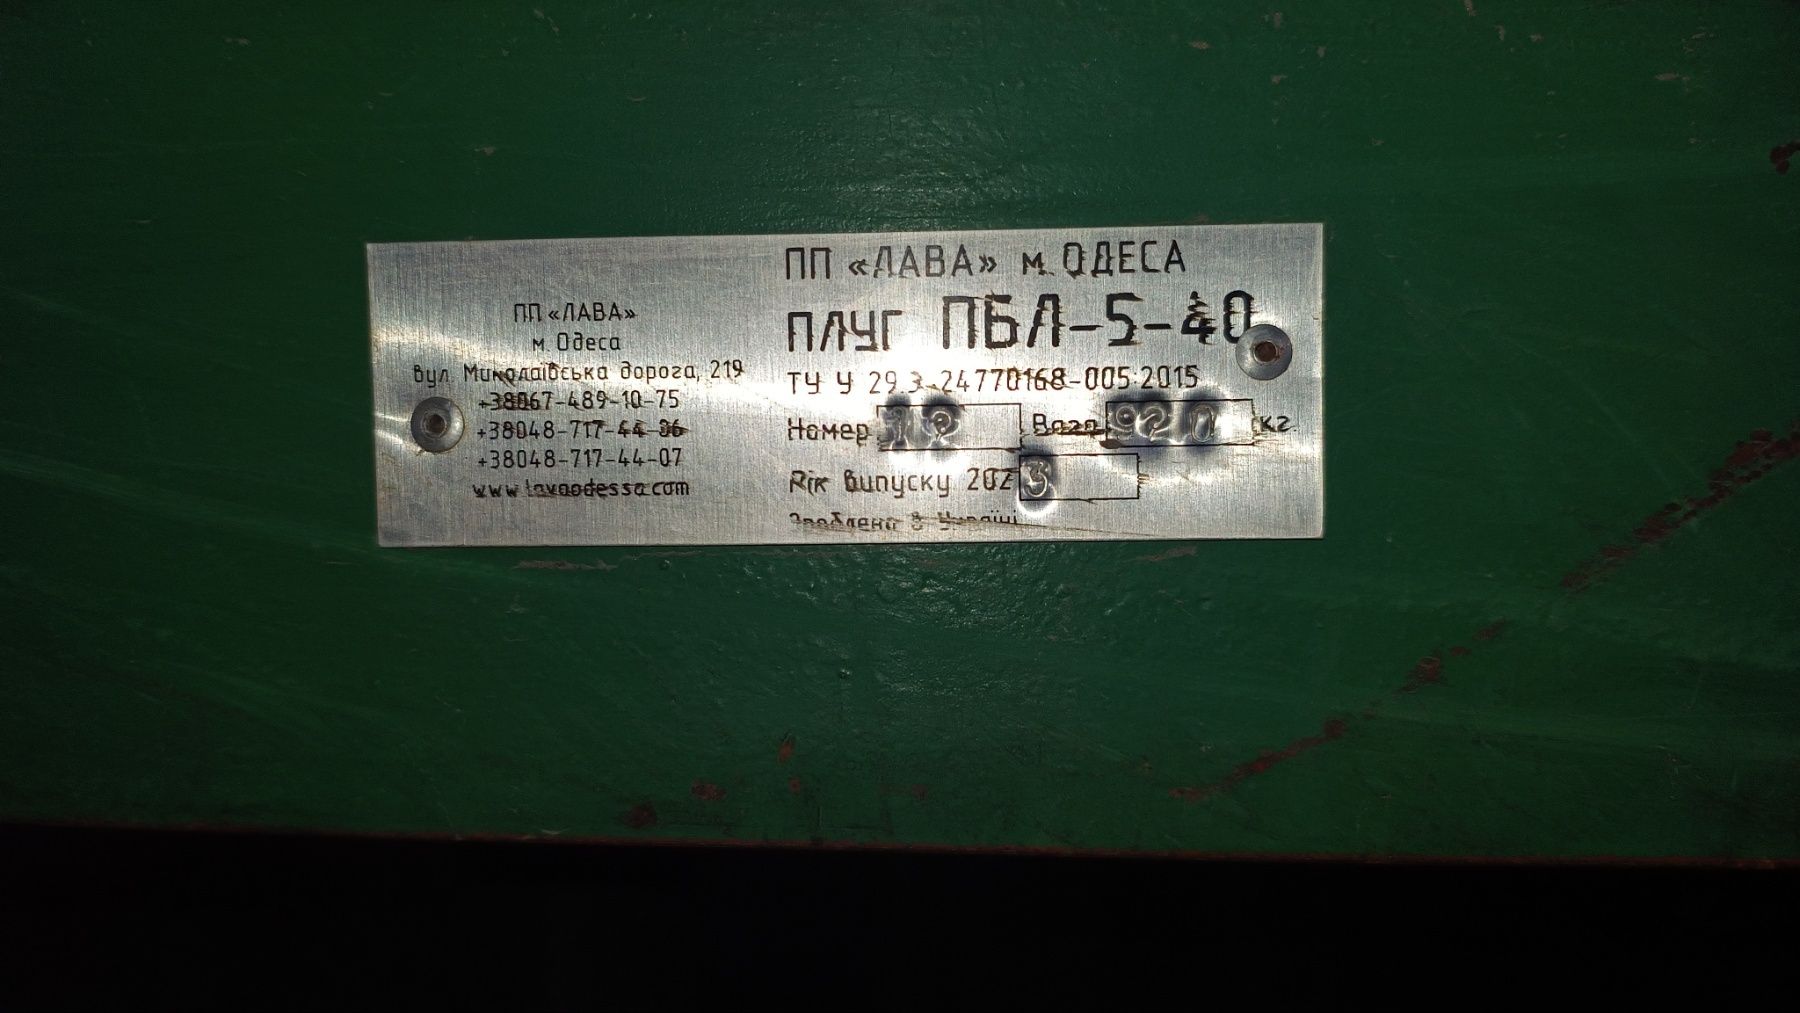 ПП «ЛАВА»
м. Одеса
вул. Миколаївська дорога, 219
+38067-489-10-75
+38048-717-44-06
+38048-717-44-07
www.lavaodessa.com
ПП «ЛАВА» м. ОДЕСА
ПЛУГ ПБЛ-5-40
ТУ У 29.3-24770168-005:2015
Номер 19 Вага 920 кг.
Рік випуску 2023
Зроблено в Україні